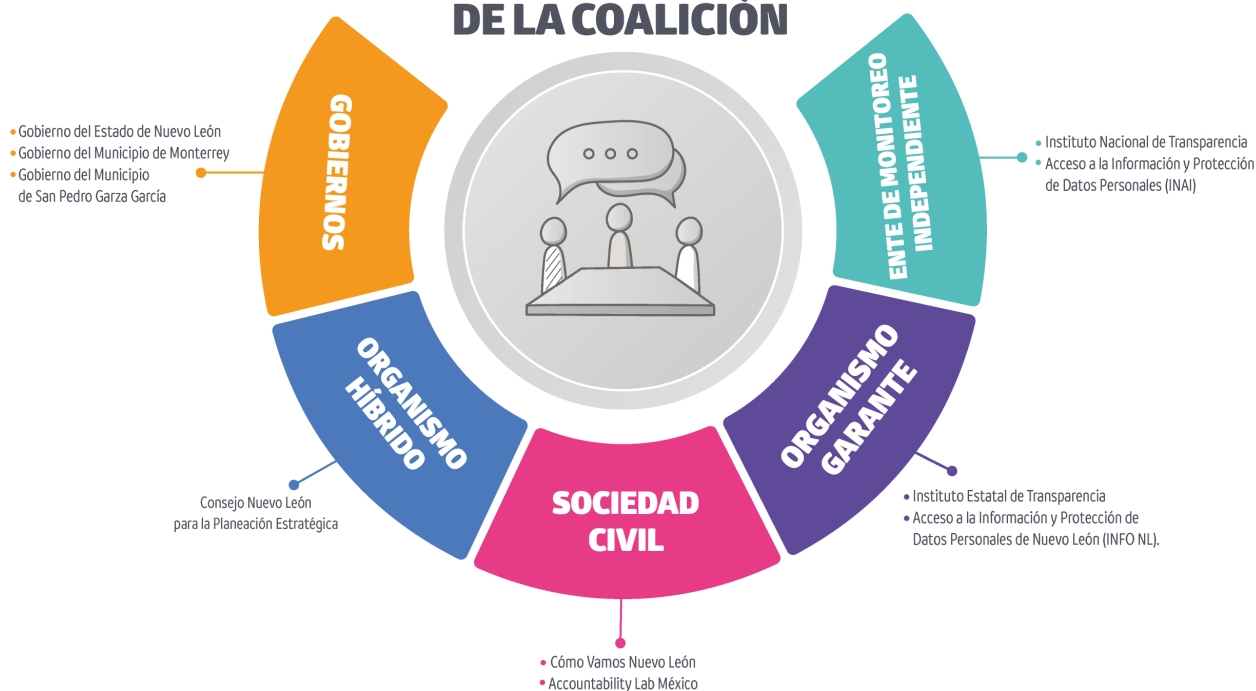 DE LA COALICIÓN
GOBIERNOS
• Gobierno del Estado de Nuevo León
• Gobierno del Municipio de Monterrey
• Gobierno del Municipio
de San Pedro Garza García
ORGANISMO
HÍBRIDO
Consejo Nuevo León
para la Planeación Estratégica
SOCIEDAD
CIVIL
• Cómo Vamos Nuevo León
• Accountability Lab México
ORGANISMO
GARANTE
• Instituto Estatal de Transparencia
• Acceso a la Información y Protección de
Datos Personales de Nuevo León (INFO NL).
ENTE DE MONITOREO
INDEPENDIENTE
• Instituto Nacional de Transparencia
• Acceso a la Información y Protección
de Datos Personales (INAI)